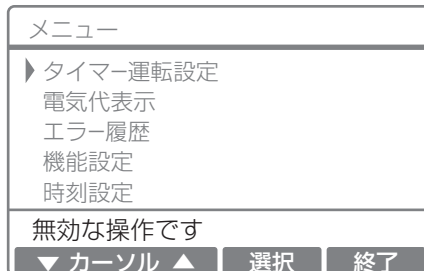 メニュー
タイマー運転設定
電気代表示
エラー履歴
機能設定
時刻設定
無効な操作です
▼ カーソル ▲ 選択 終了